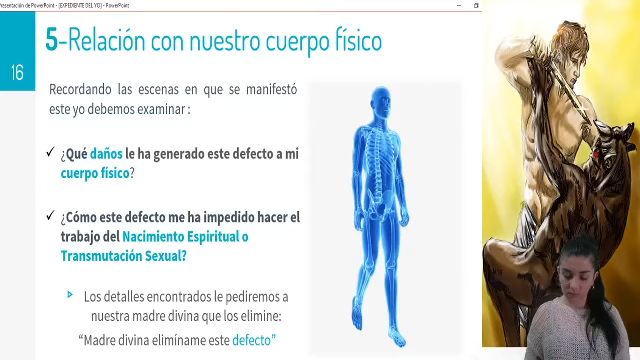 Presentación de PowerPoint - [EXPEDIENTE DEL YO] - PowerPoint
5-Relación con nuestro cuerpo físico
16
Recordando las escenas en que se manifestó
este yo debemos examinar :
✓ ¿Qué daños le ha generado este defecto a mi
cuerpo físico?
✓ ¿Cómo este defecto me ha impedido hacer el
trabajo del Nacimiento Espiritual o
Transmutación Sexual?
Los detalles encontrados le pediremos a
nuestra madre divina que los elimine:
“Madre divina elimíname este defecto”